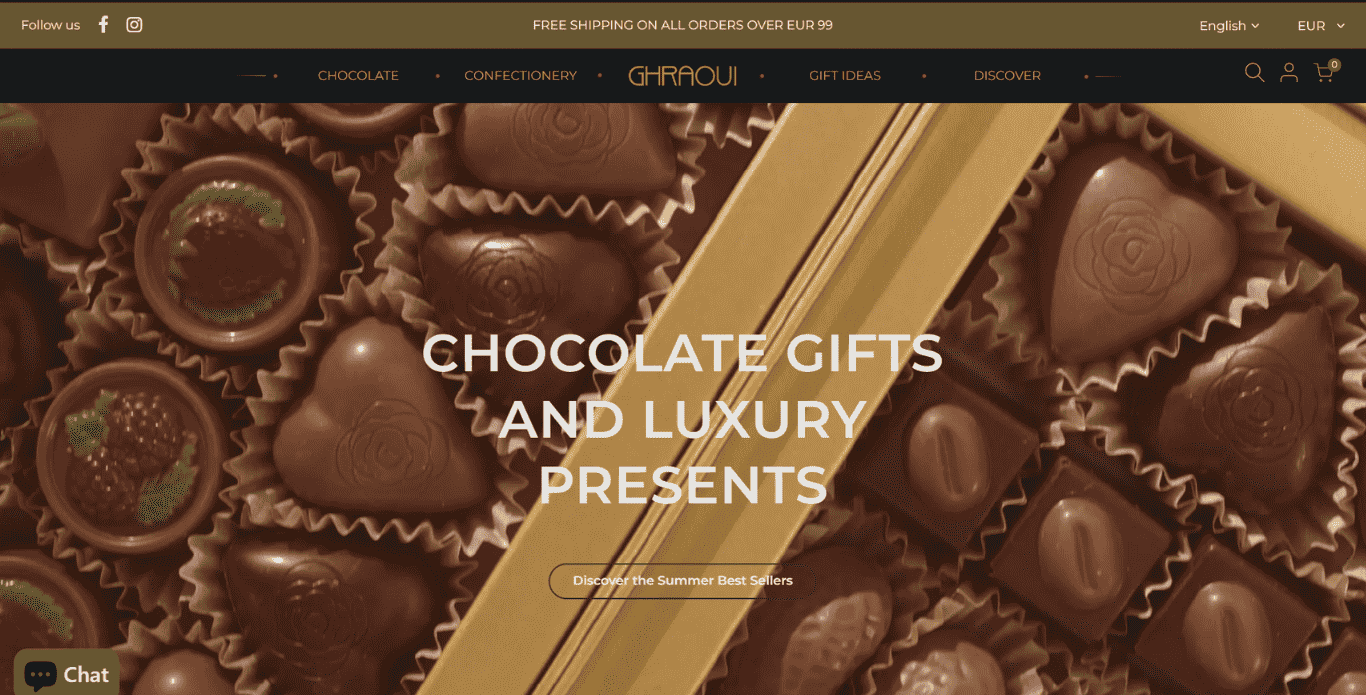 Follow us
FREE SHIPPING ON ALL ORDERS OVER EUR 99
English
EUR
CHOCOLATE
CONFECTIONERY
GHRAOUI
GIFT IDEAS
DISCOVER
0
CHOCOLATE GIFTS
AND LUXURY
PRESENTS
Discover the Summer Best Sellers
Chat